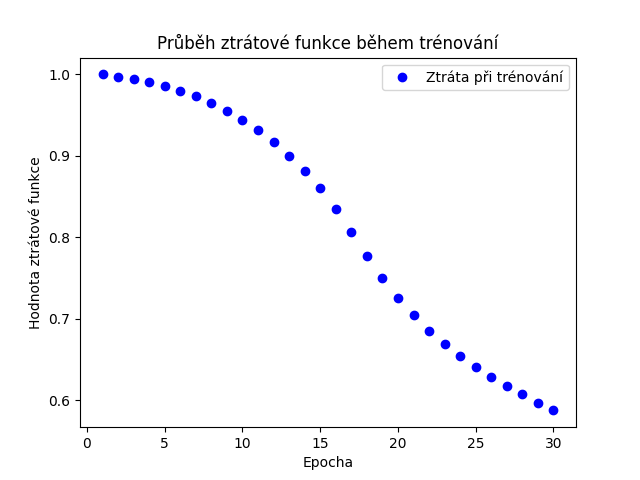 Průběh ztrátové funkce během trénování
Ztráta při trénování
Hodnota ztrátové funkce
1.0
0.9
0.8
0.7
0.6
0 5 10 15 20 25 30
Epocha